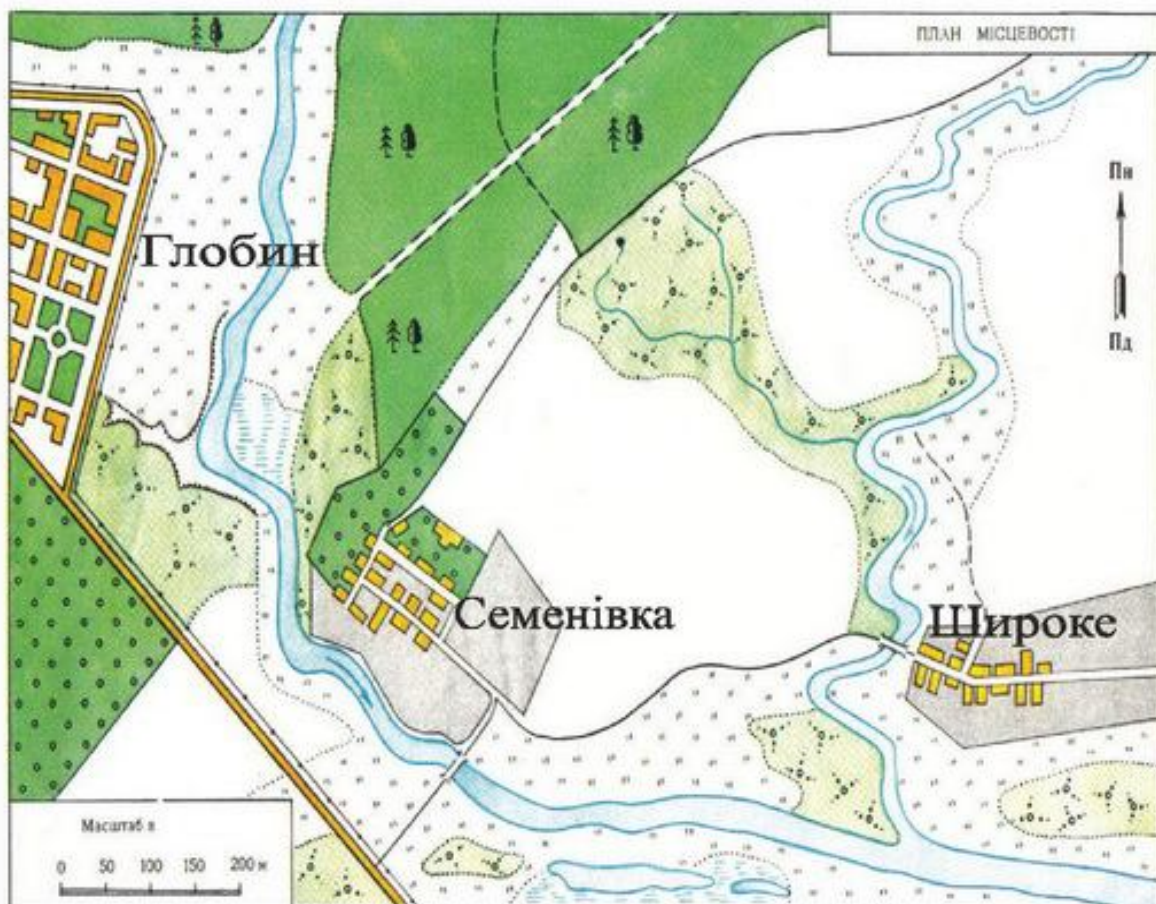 ПЛАН МІСЦЕВОСТІ
Пн
Глобин
Пд
Семенівка
Широке
Масштаб в
0 50 100 150 200 м